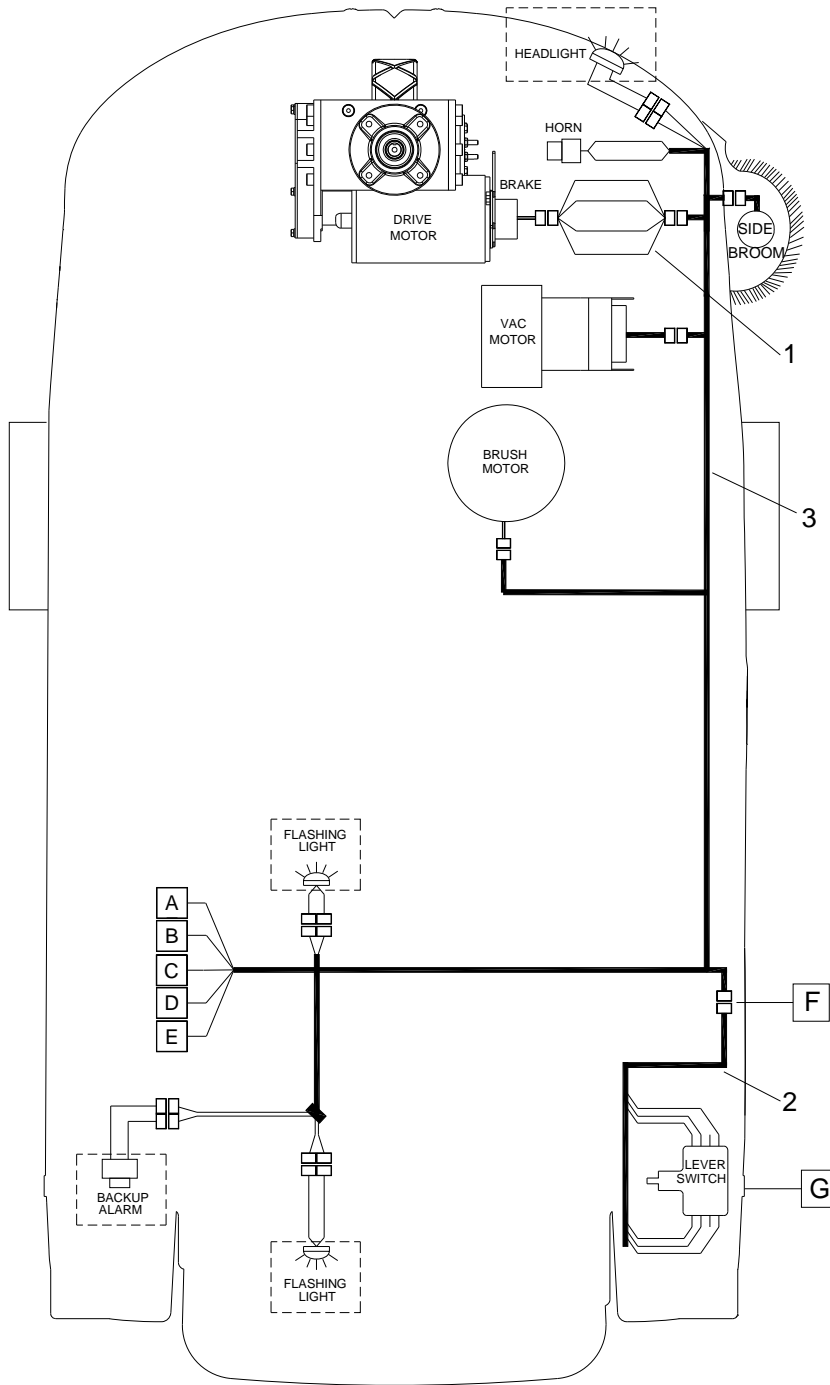 HEADLIGHT
HORN
BRAKE
DRIVE
MOTOR
SIDE
BROOM
VAC
MOTOR
1
BRUSH
MOTOR
3
FLASHING
LIGHT
A
B
C
D
E
F
2
LEVER
SWITCH
G
BACKUP
ALARM
FLASHING
LIGHT